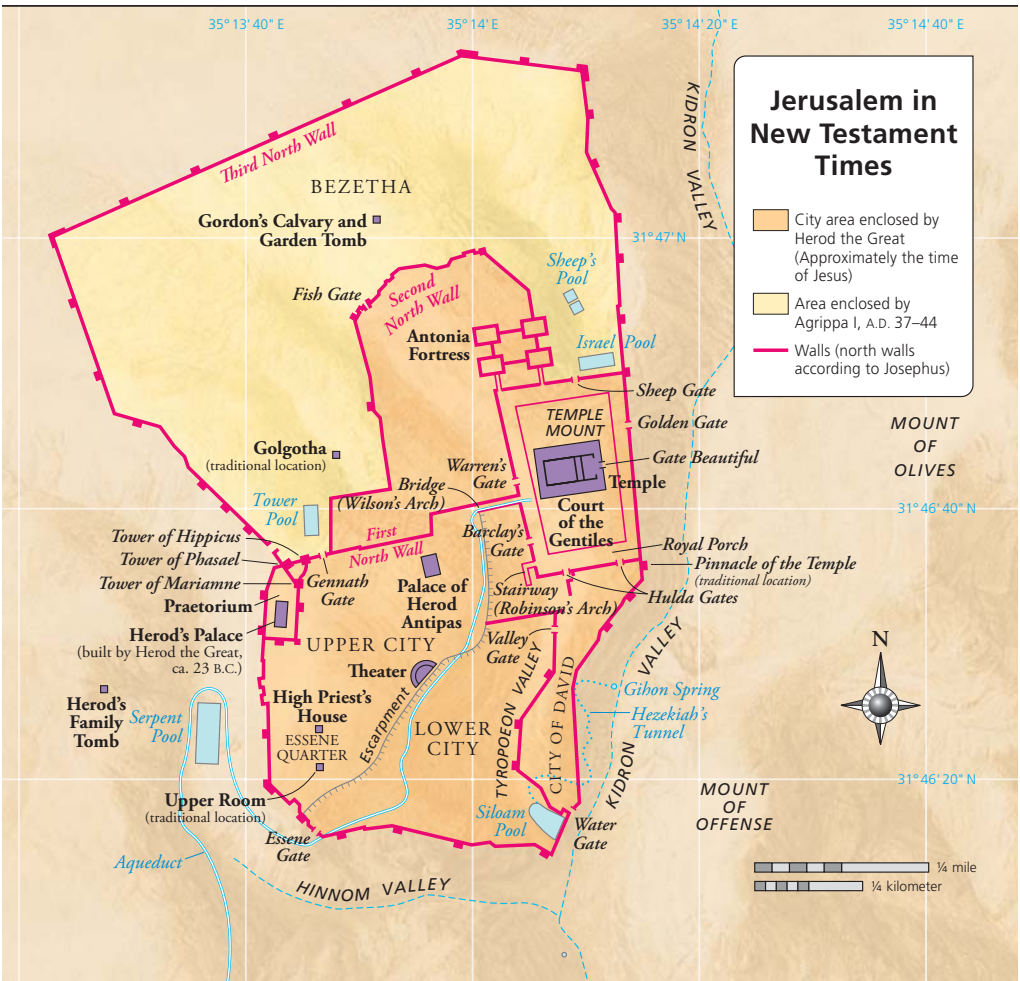 35°13'40" E
35°14' E
35°14'20" E
35°14'40" E
Jerusalem in
New Testament
Times
City area enclosed by
Herod the Great
(Approximately the time
of Jesus)
Area enclosed by
Agrippa I, A.D. 37–44
Walls (north walls
according to Josephus)
KIDRON VALLEY
Third North Wall
BEZETHA
Gordon's Calvary and
Garden Tomb
31°47' N
Sheep's
Pool
Fish Gate
Second
North Wall
Antonia
Fortress
Israel Pool
Sheep Gate
TEMPLE
MOUNT
Golden Gate
MOUNT
OF
OLIVES
Golgotha
(traditional location)
Warren's
Gate
Gate Beautiful
Temple
Bridge
(Wilson's Arch)
Tower
Pool
Court
of the
Gentiles
31°46'40" N
First
North Wall
Barclay's
Gate
Tower of Hippicus
Tower of Phasael
Tower of Mariamne
Royal Porch
Pinnacle of the Temple
(traditional location)
Gennath
Gate
Palace of
Herod
Antipas
Stairway
(Robinson's Arch)
Hulda Gates
Praetorium
Herod's Palace
(built by Herod the Great,
ca. 23 B.C.)
UPPER CITY
Valley
Gate
VALLEY
N
Theater
Herod's
Family
Tomb
Serpent
Pool
High Priest's
House
ESSENE
QUARTER
Escarpment
LOWER
CITY
TYROPOEON VALLEY
CITY OF DAVID
Gihon Spring
Hezekiah's
Tunnel
KIDRON
31°46'20" N
MOUNT
OF
OFFENSE
Upper Room
(traditional location)
Siloam
Pool
Water
Gate
Essene
Gate
Aqueduct
HINNOM VALLEY
¼ mile
¼ kilometer